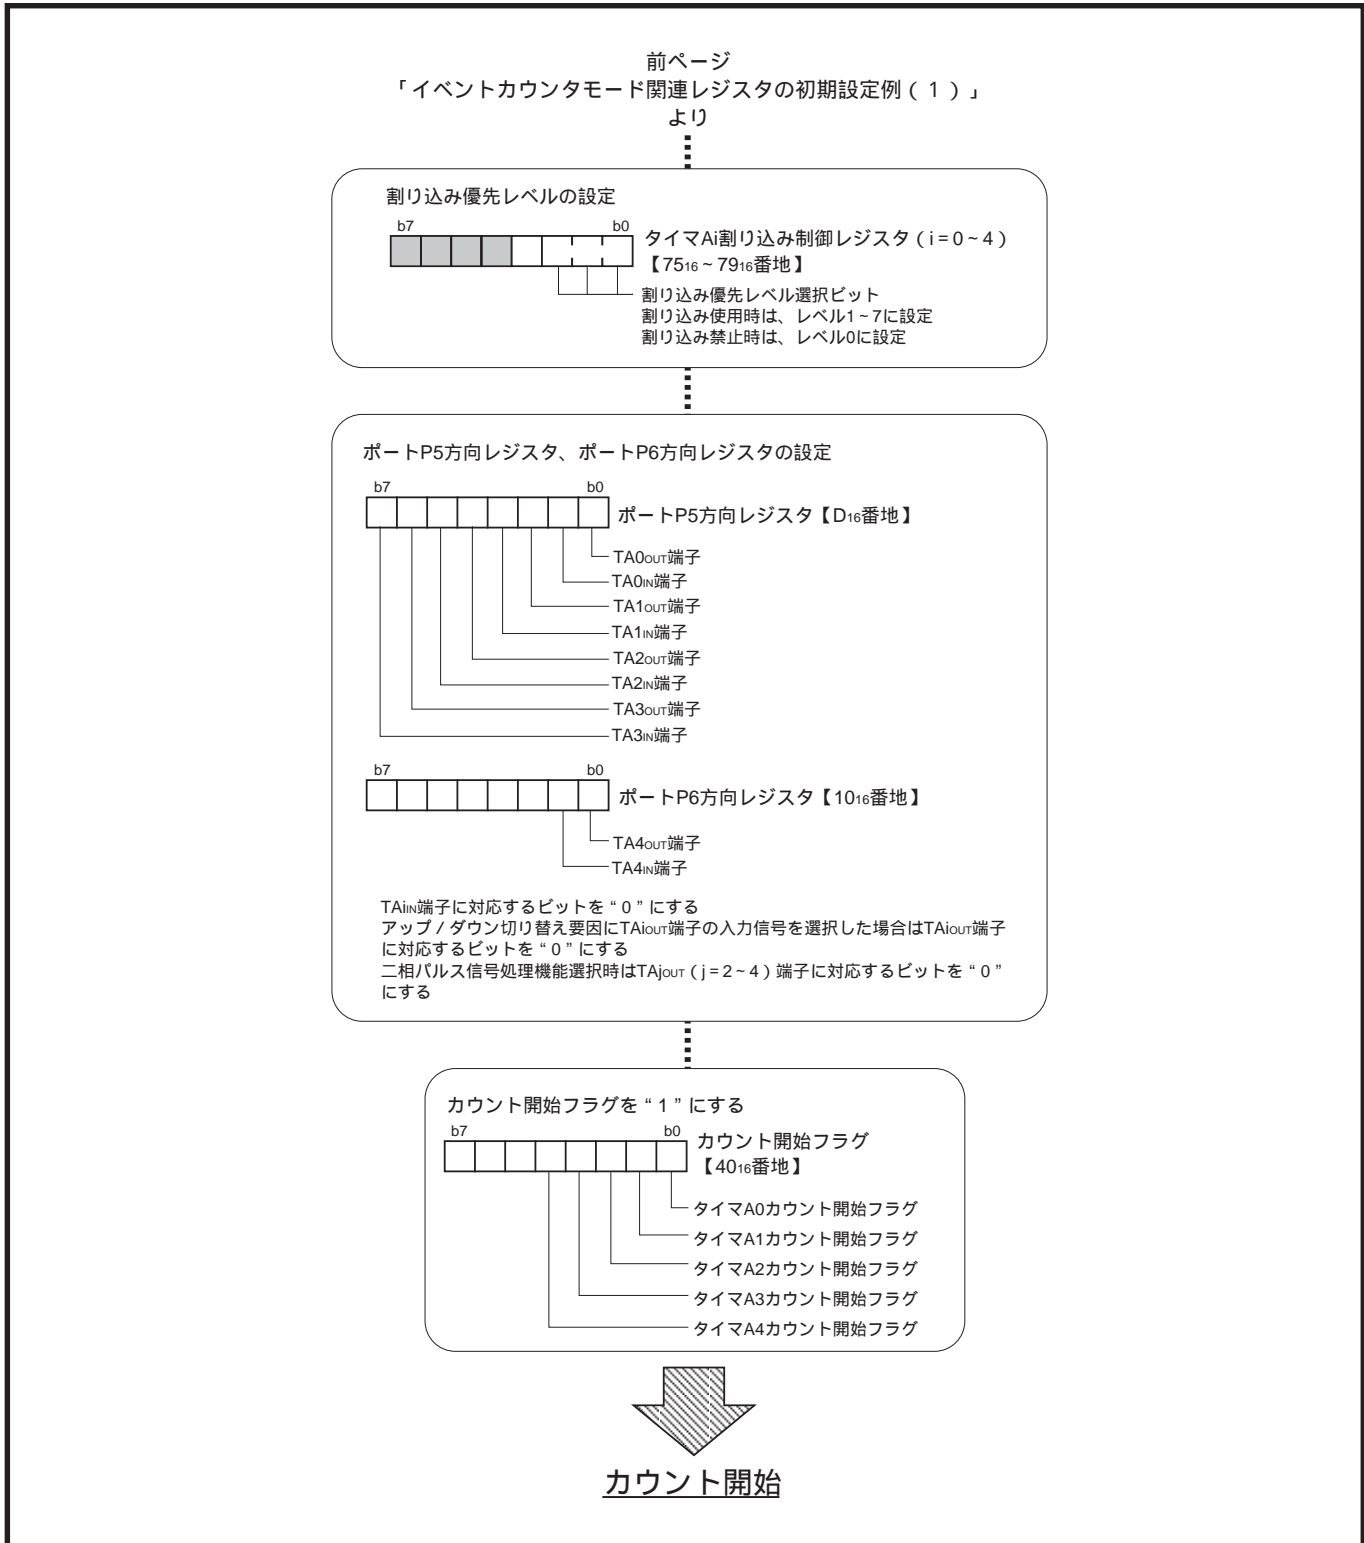 前ページ
「イベントカウンタモード関連レジスタの初期設定例(1)」
より
割り込み優先レベルの設定
b7 b0
タイマAi割り込み制御レジスタ(i=0~4)
【7516~7916番地】
割り込み優先レベル選択ビット
割り込み使用時は、レベル1~7に設定
割り込み禁止時は、レベル0に設定
ポートP5方向レジスタ、ポートP6方向レジスタの設定
b7 b0
ポートP5方向レジスタ【D16番地】
TA0OUT端子
TA0IN端子
TA1OUT端子
TA1IN端子
TA2OUT端子
TA2IN端子
TA3OUT端子
TA3IN端子
b7 b0
ポートP6方向レジスタ【1016番地】
TA4OUT端子
TA4IN端子
TAiIN端子に対応するビットを“0”にする
アップ/ダウン切り替え要因にTAiOUT端子の入力信号を選択した場合はTAiOUT端子
に対応するビットを“0”にする
二相パルス信号処理機能選択時はTAjOUT(j=2~4)端子に対応するビットを“0”
にする
カウント開始フラグを“1”にする
b7 b0
カウント開始フラグ
【4016番地】
タイマA0カウント開始フラグ
タイマA1カウント開始フラグ
タイマA2カウント開始フラグ
タイマA3カウント開始フラグ
タイマA4カウント開始フラグ
カウント開始